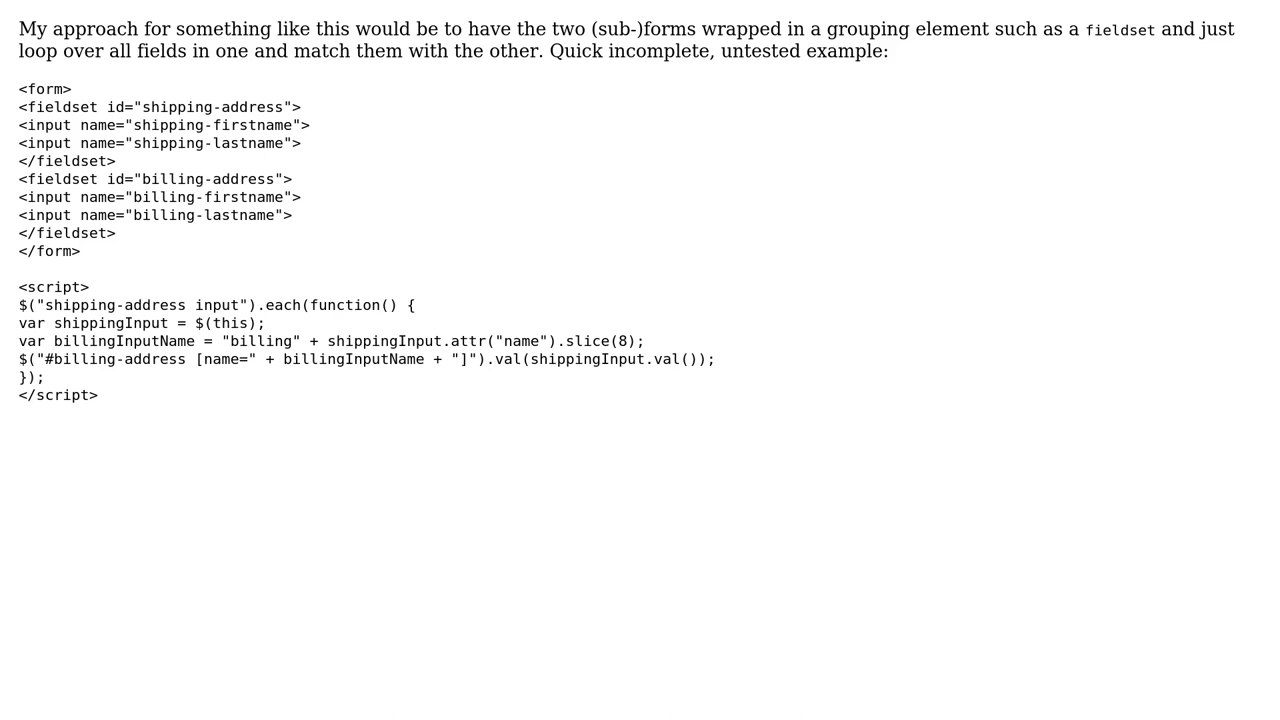 My approach for something like this would be to have the two (sub-)forms wrapped in a grouping element such as a fieldset and just
loop over all fields in one and match them with the other. Quick incomplete, untested example:
<form>
<fieldset id="shipping-address">
<input name="shipping-firstname">
<input name="shipping-lastname">
</fieldset>
<fieldset id="billing-address">
<input name="billing-firstname">
<input name="billing-lastname">
</fieldset>
</form>
<script>
$("shipping-address input").each(function() {
var shippingInput = $(this);
var billingInputName = "billing" + shippingInput.attr("name").slice(8);
$("#billing-address [name=" + billingInputName + "]").val(shippingInput.val());
});
</script>